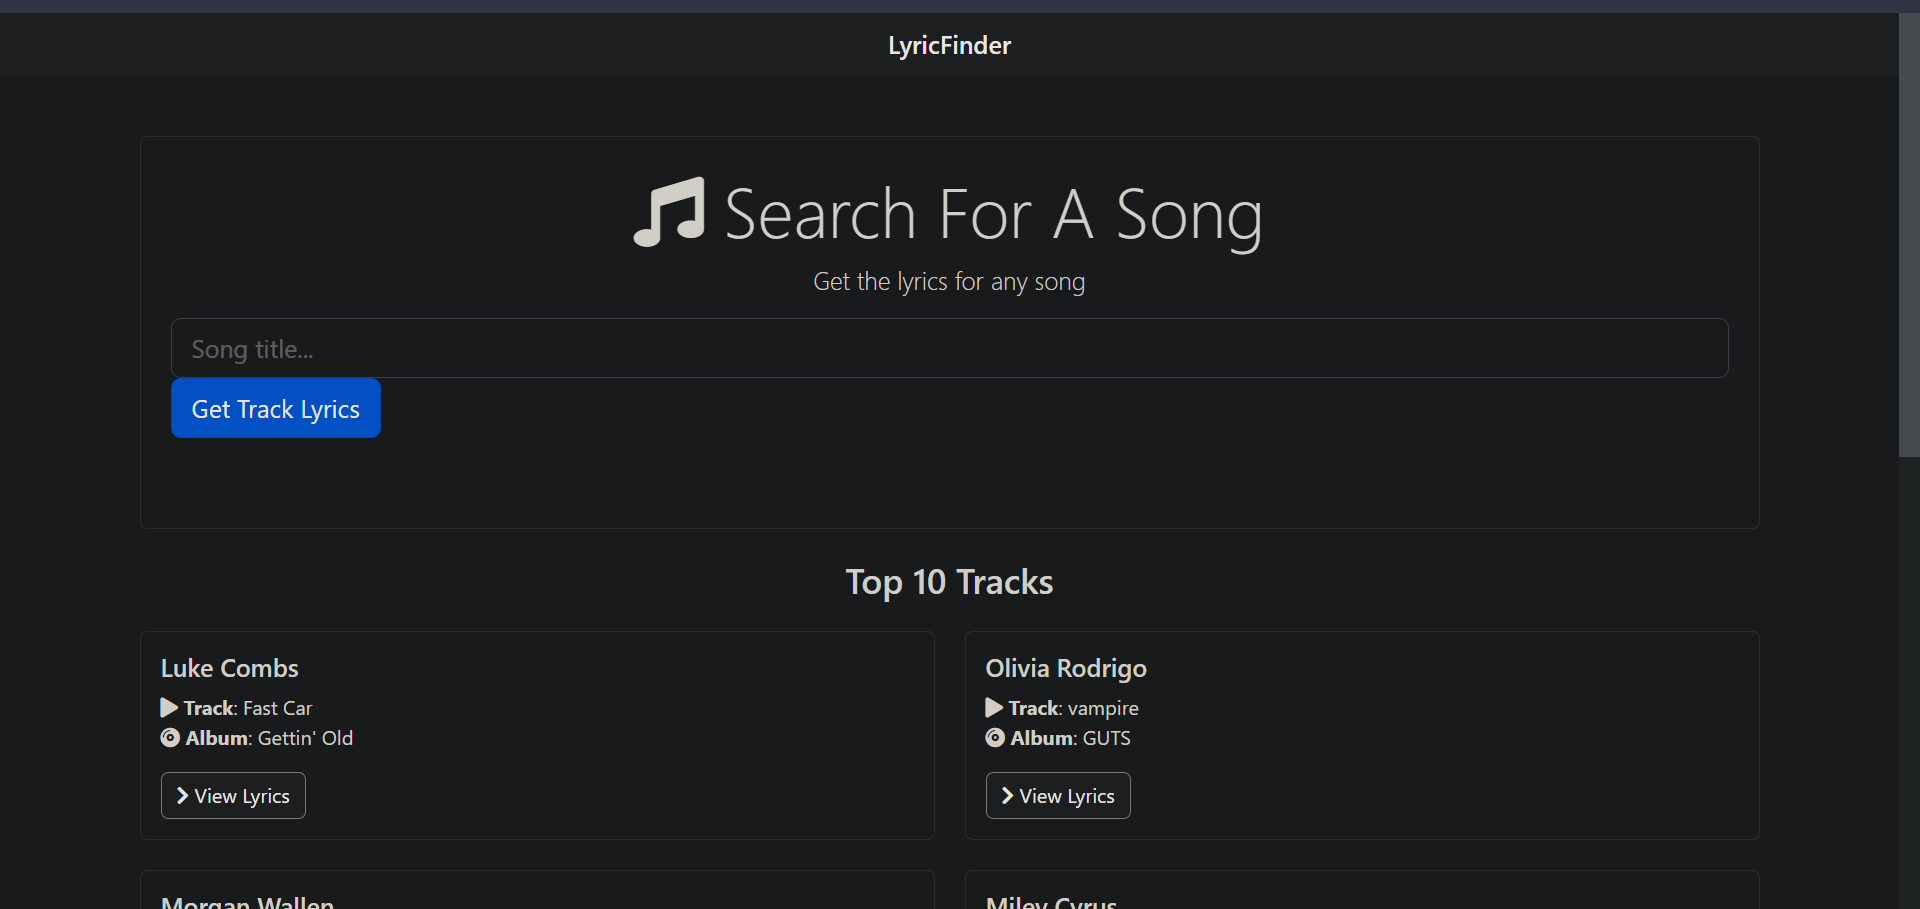 LyricFinder
Search For A Song
Get the lyrics for any song
Song title...
Get Track Lyrics
Top 10 Tracks
Luke Combs
Track: Fast Car
Album: Gettin' Old
View Lyrics
Olivia Rodrigo
Track: vampire
Album: GUTS
View Lyrics
Morgan Wallen
Miley Cyrus